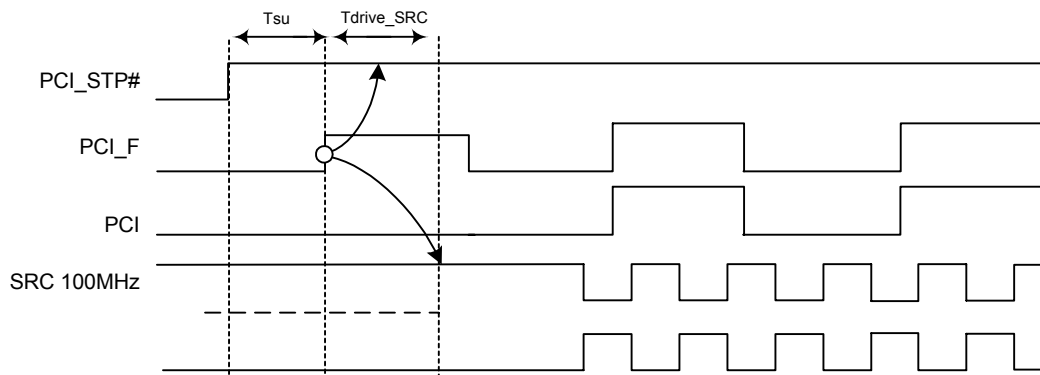 Tsu
Tdrive_SRC
PCI_STP#
PCI_F
PCI
SRC 100MHz